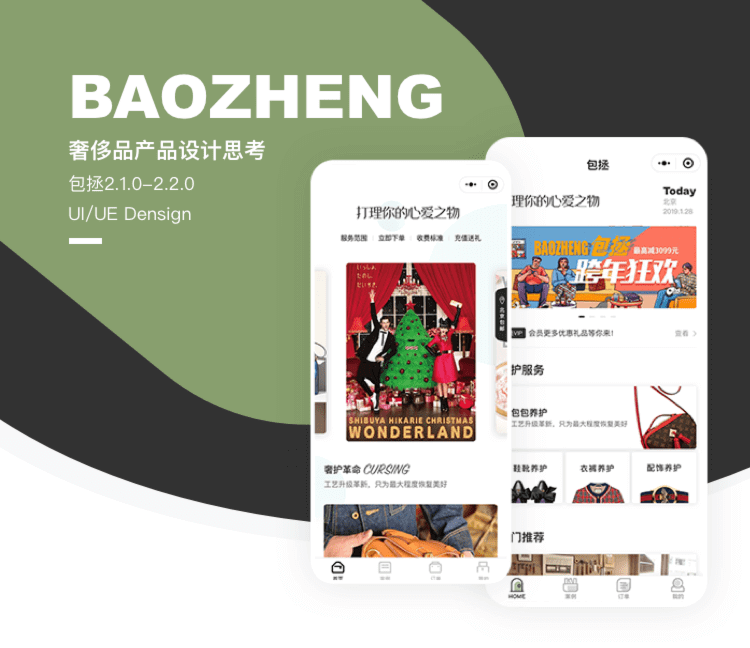 BAOZHENG
奢侈品产品设计思考
包拯2.1.0-2.2.0
UI/UE Densign
打理你的心爱之物
服务范围
立即下单
收费标准
充值送礼
SHIBUYA HIKARIE CHRISTMAS
WONDERLAND
奢护革命 CURSING
工艺升级革新，只为最大程度恢复美好
首页
订单
包拯
理你的心爱之物
Today
北京
2019.1.28
BAOZHENG 包拯
最高减3099元
跨年狂欢
VIP 会员更多优惠礼品等你来!
查看
护服务
包包养护
工艺升级革新，只为最大程度恢复美好
鞋靴养护
衣裤养护
配饰养护
门推荐
HOME
案例
订单
我的